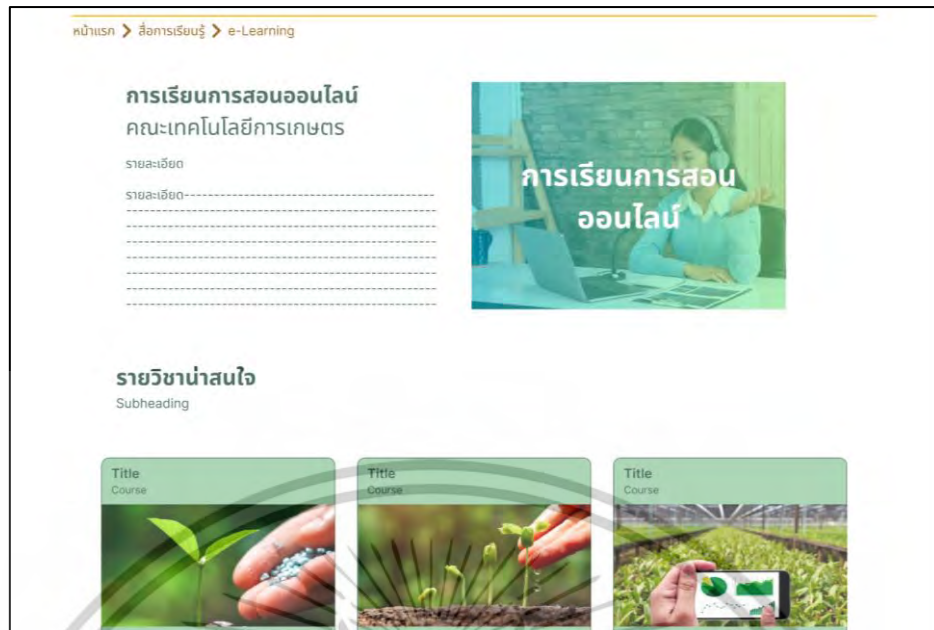 หน้าแรก ❯ สื่อการเรียนรู้ ❯ e-Learning
การเรียนการสอนออนไลน์
คณะเทคโนโลยีการเกษตร
รายละเอียด
รายละเอียด----------------------------------------
การเรียนการสอน
ออนไลน์
รายวิชาน่าสนใจ
Subheading
Title
Course
Title
Course
Title
Course